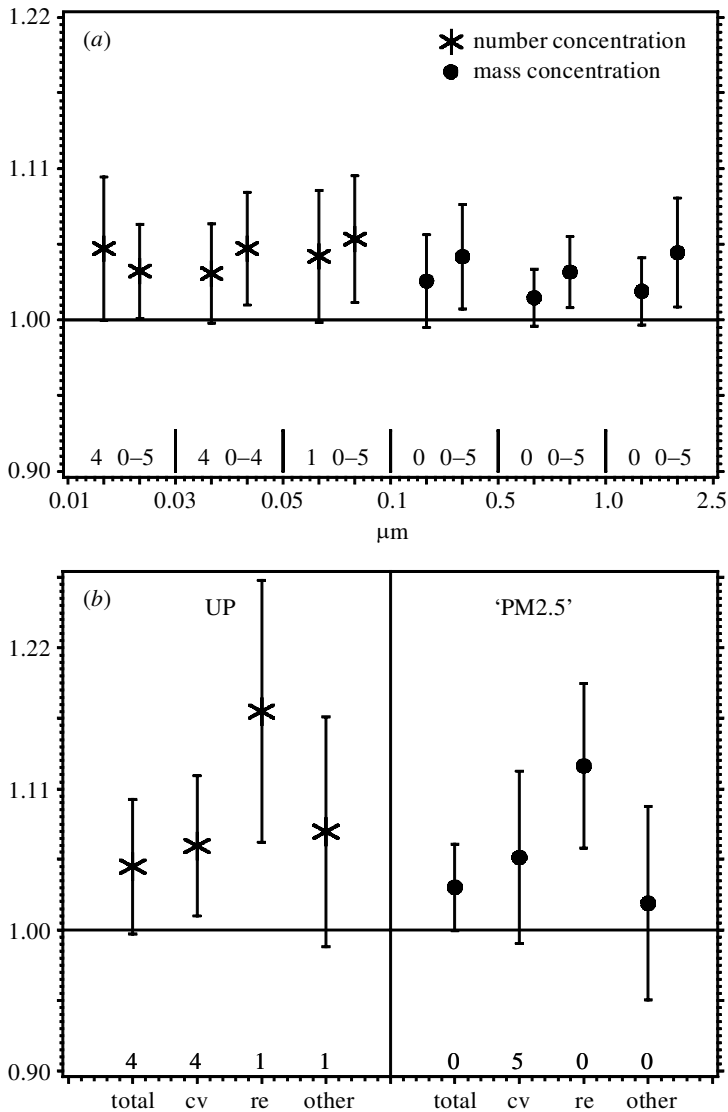 1.22
(a)
number concentration
mass concentration
1.11
1.00
4 0–5 4 0–4 1 0–5 0 0–5 0 0–5 0 0–5
0.90
0.01 0.03 0.05 0.1 0.5 1.0 2.5
μm
(b)
UP
‘PM2.5’
1.22
1.11
1.00
4 4 1 1 0 5 0 0
0.90
total cv re other total cv re other